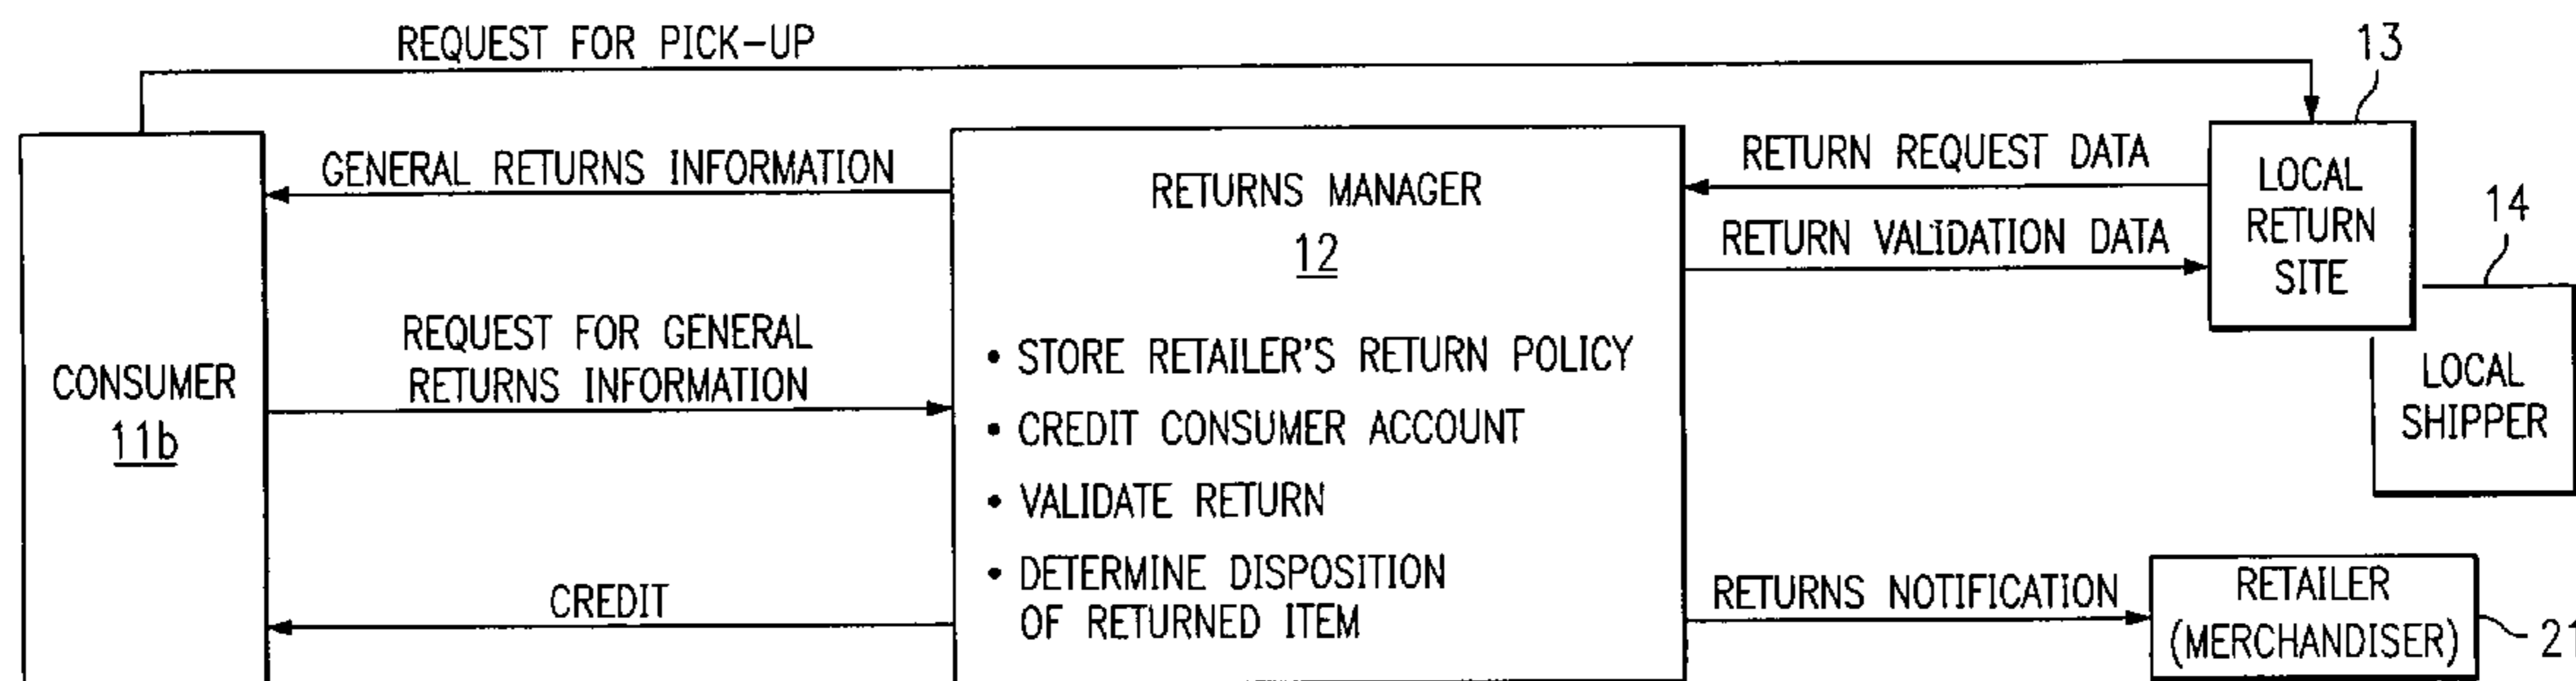 REQUEST FOR PICK-UP
13
GENERAL RETURNS INFORMATION
RETURN REQUEST DATA
RETURNS MANAGER
12
LOCAL
RETURN
SITE
14
RETURN VALIDATION DATA
REQUEST FOR GENERAL
RETURNS INFORMATION
CONSUMER
11b
• STORE RETAILER'S RETURN POLICY
• CREDIT CONSUMER ACCOUNT
• VALIDATE RETURN
• DETERMINE DISPOSITION
OF RETURNED ITEM
LOCAL
SHIPPER
CREDIT
RETURNS NOTIFICATION
RETAILER
(MERCHANDISER)
21